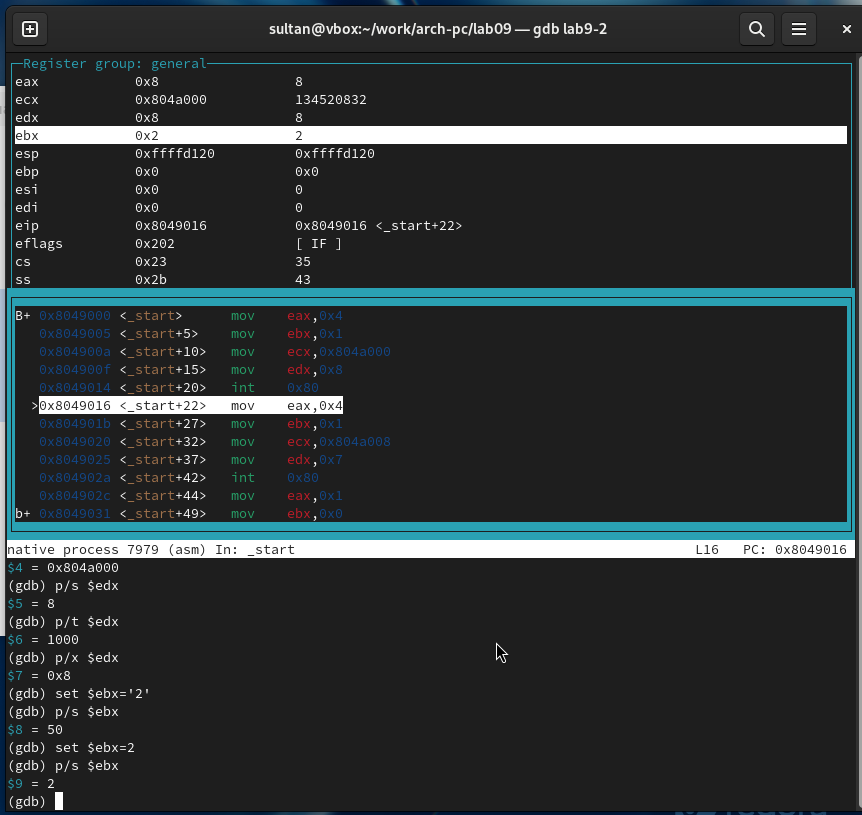 sultan@vbox:~/work/arch-pc/lab09 — gdb lab9-2
Register group: general
eax 0x8 8
ecx 0x804a000 134520832
edx 0x8 8
ebx 0x2 2
esp 0xffffd120 0xffffd120
ebp 0x0 0x0
esi 0x0 0
edi 0x0 0
eip 0x8049016 0x8049016 <_start+22>
eflags 0x202 [ IF ]
cs 0x23 35
ss 0x2b 43
B+ 0x8049000 <_start> mov eax,0x4
0x8049005 <_start+5> mov ebx,0x1
0x804900a <_start+10> mov ecx,0x804a000
0x804900f <_start+15> mov edx,0x8
0x8049014 <_start+20> int 0x80
>0x8049016 <_start+22> mov eax,0x4
0x804901b <_start+27> mov ebx,0x1
0x8049020 <_start+32> mov ecx,0x804a008
0x8049025 <_start+37> mov edx,0x7
0x804902a <_start+42> int 0x80
0x804902c <_start+44> mov eax,0x1
b+ 0x8049031 <_start+49> mov ebx,0x0
native process 7979 (asm) In: _start L16 PC: 0x8049016
$4 = 0x804a000
(gdb) p/s $edx
$5 = 8
(gdb) p/t $edx
$6 = 1000
(gdb) p/x $edx
$7 = 0x8
(gdb) set $ebx='2'
(gdb) p/s $ebx
$8 = 50
(gdb) set $ebx=2
(gdb) p/s $ebx
$9 = 2
(gdb)